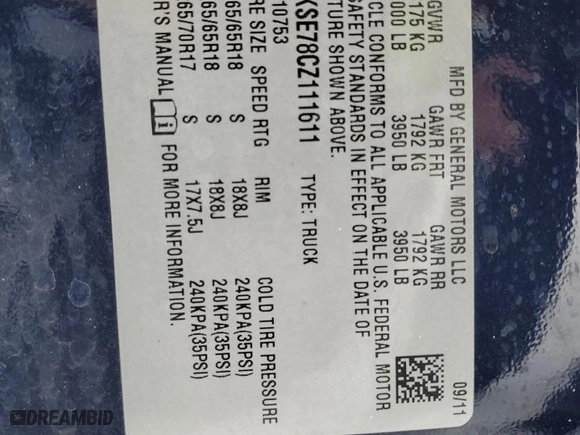 MFD BY GENERAL MOTORS LLC 09/11
GVWR GAWR FRT GAWR RR
175 KG 1792 KG 1792 KG
000 LB 3950 LB 3950 LB
CLE CONFORMS TO ALL APPLICABLE U.S. FEDERAL MOTOR
SAFETY STANDARDS IN EFFECT ON THE DATE OF
TURE SHOWN ABOVE.
KSE78CZ111611 TYPE: TRUCK
10753
RE SIZE SPEED RTG RIM COLD TIRE PRESSURE
65/65R18 S 18X8J 240KPA(35PSI)
65/65R18 S 18X8J 240KPA(35PSI)
65/70R17 S 17X7.5J 240KPA(35PSI)
R'S MANUAL i FOR MORE INFORMATION.
© DREAMBID